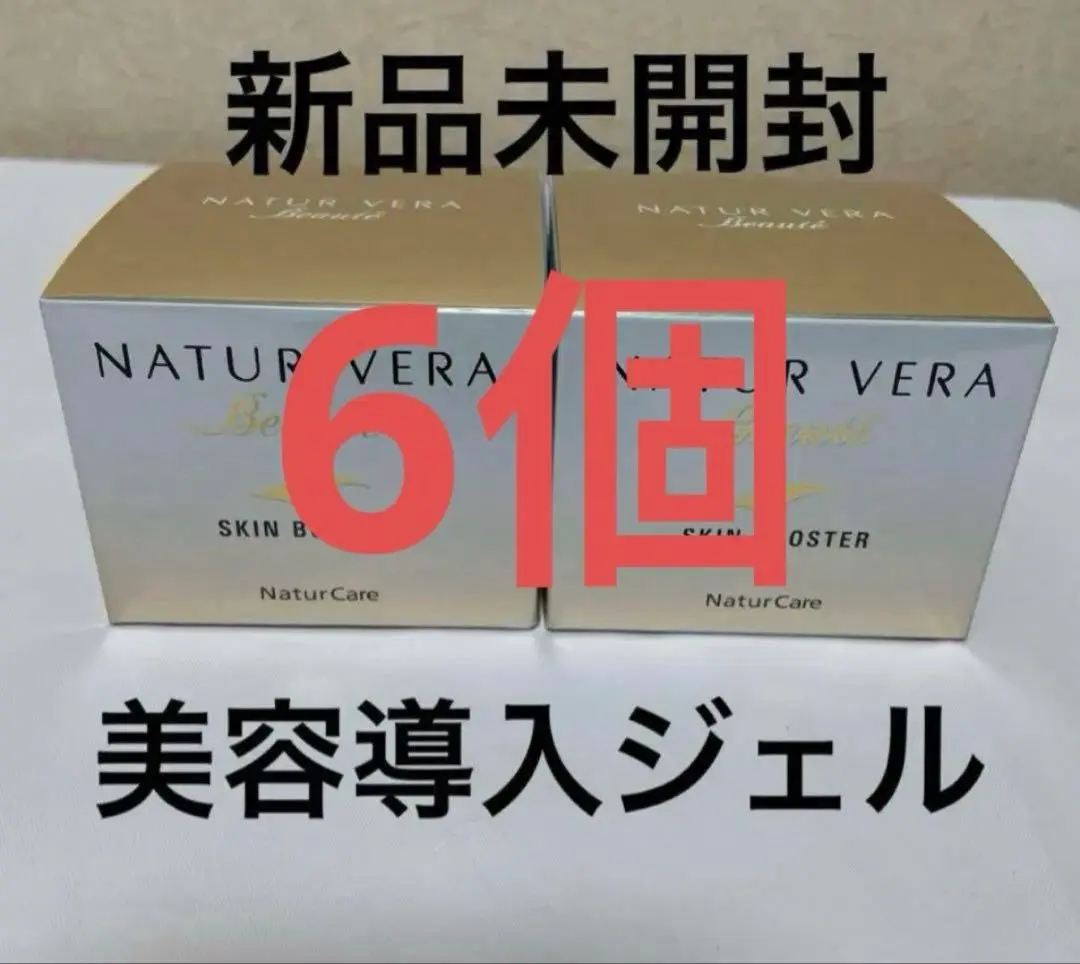 新品未開封
NATUR VERA
Beauté
NATUR VERA
Beauté
6個
NATUR VERA
NATUR VERA
SKIN
OSTER
NaturCare
NaturCare
美容導入ジェル